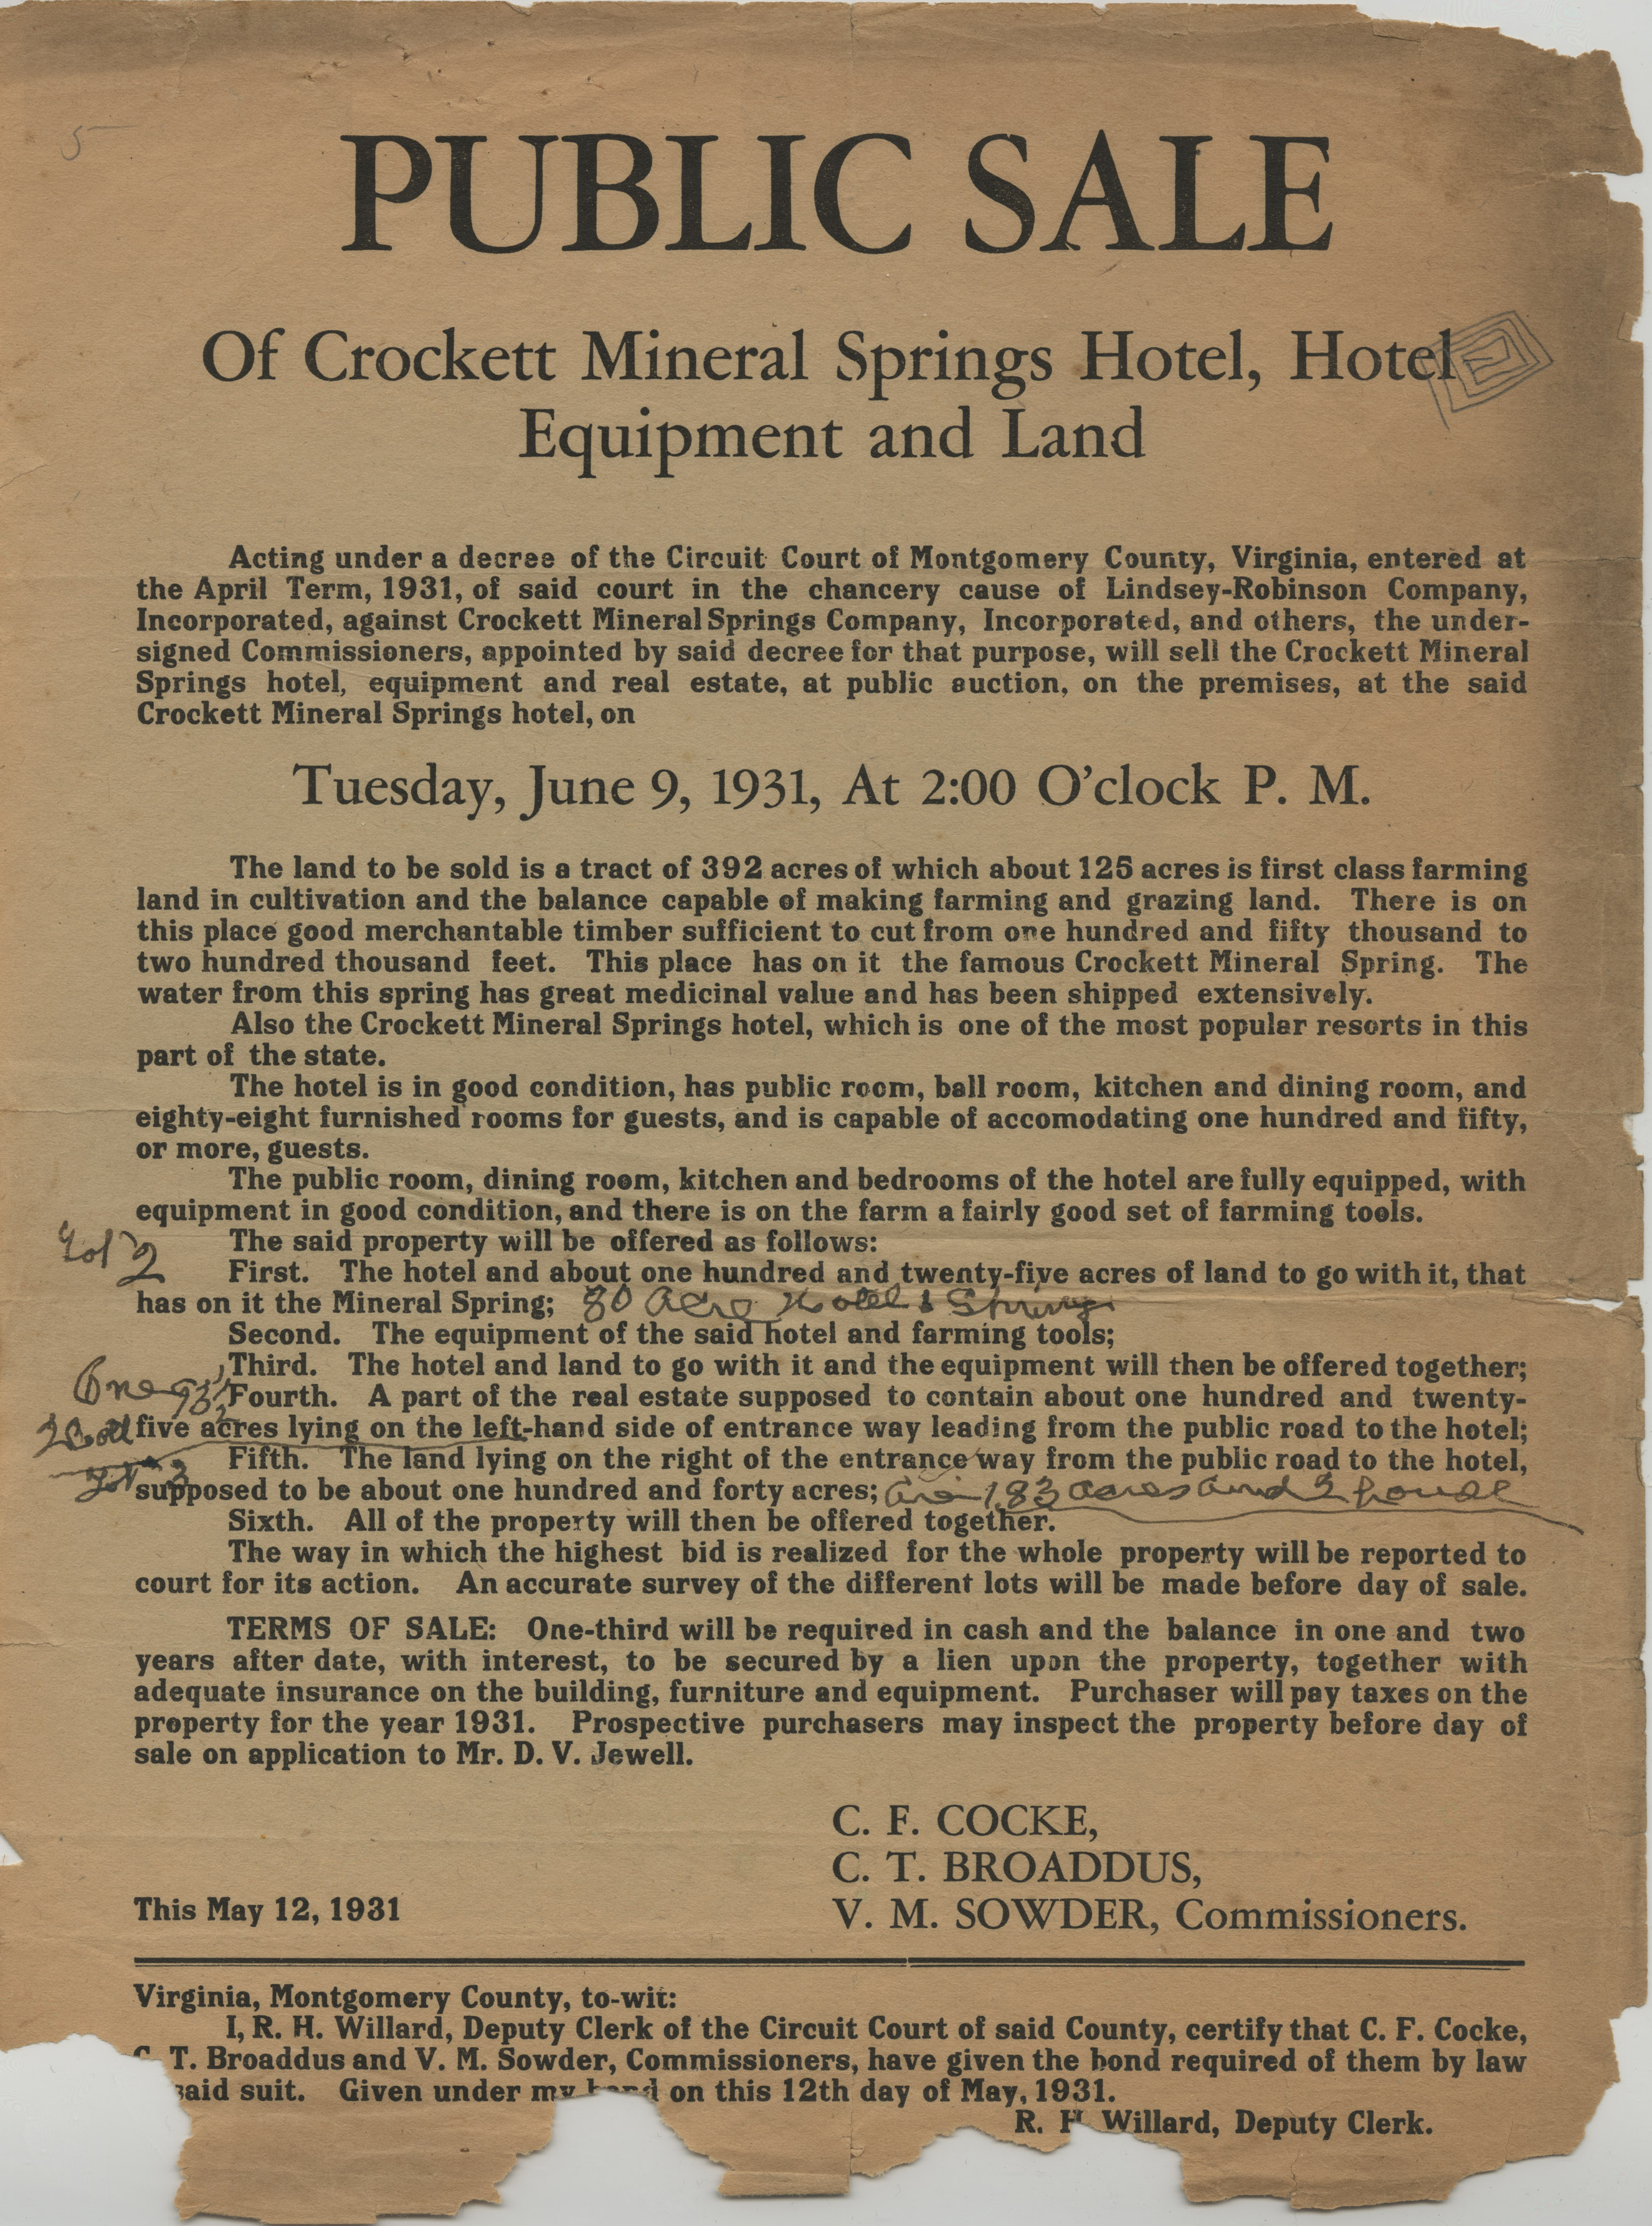 5
PUBLIC SALE
Of Crockett Mineral Springs Hotel, Hotel
Equipment and Land
Acting under a decree of the Circuit Court of Montgomery County, Virginia, entered at
the April Term, 1931, of said court in the chancery cause of Lindsey-Robinson Company,
Incorporated, against Crockett Mineral Springs Company, Incorporated, and others, the under-
signed Commissioners, appointed by said decree for that purpose, will sell the Crockett Mineral
Springs hotel, equipment and real estate, at public auction, on the premises, at the said
Crockett Mineral Springs hotel, on
Tuesday, June 9, 1931, At 2:00 O'clock P. M.
The land to be sold is a tract of 392 acres of which about 125 acres is first class farming
land in cultivation and the balance capable of making farming and grazing land. There is on
this place good merchantable timber sufficient to cut from one hundred and fifty thousand to
two hundred thousand feet. This place has on it the famous Crockett Mineral Spring. The
water from this spring has great medicinal value and has been shipped extensively.
Also the Crockett Mineral Springs hotel, which is one of the most popular resorts in this
part of the state.
The hotel is in good condition, has public room, ball room, kitchen and dining room, and
eighty-eight furnished rooms for guests, and is capable of accomodating one hundred and fifty,
or more, guests.
The public room, dining room, kitchen and bedrooms of the hotel are fully equipped, with
equipment in good condition, and there is on the farm a fairly good set of farming tools.
The said property will be offered as follows:
Lot 2
First. The hotel and about one hundred and twenty-five acres of land to go with it, that
has on it the Mineral Spring; 80 acre Hotel & Springs
Second. The equipment of the said hotel and farming tools;
Third. The hotel and land to go with it and the equipment will then be offered together;
Fourth. A part of the real estate supposed to contain about one hundred and twenty-
five acres lying on the left-hand side of entrance way leading from the public road to the hotel;
Fifth. The land lying on the right of the entrance way from the public road to the hotel,
Lot 3
supposed to be about one hundred and forty acres; 183 acres and 2
Sixth. All of the property will then be offered together.
The way in which the highest bid is realized for the whole property will be reported to
court for its action. An accurate survey of the different lots will be made before day of sale.
TERMS OF SALE: One-third will be required in cash and the balance in one and two
years after date, with interest, to be secured by a lien upon the property, together with
adequate insurance on the building, furniture and equipment. Purchaser will pay taxes on the
property for the year 1931. Prospective purchasers may inspect the property before day of
sale on application to Mr. D. V. Jewell.
C. F. COCKE,
C. T. BROADDUS,
V. M. SOWDER, Commissioners.
This May 12, 1931
Virginia, Montgomery County, to-wit:
I, R. H. Willard, Deputy Clerk of the Circuit Court of said County, certify that C. F. Cocke,
C. T. Broaddus and V. M. Sowder, Commissioners, have given the bond required of them by law
said suit. Given under my hand on this 12th day of May, 1931.
R. H. Willard, Deputy Clerk.